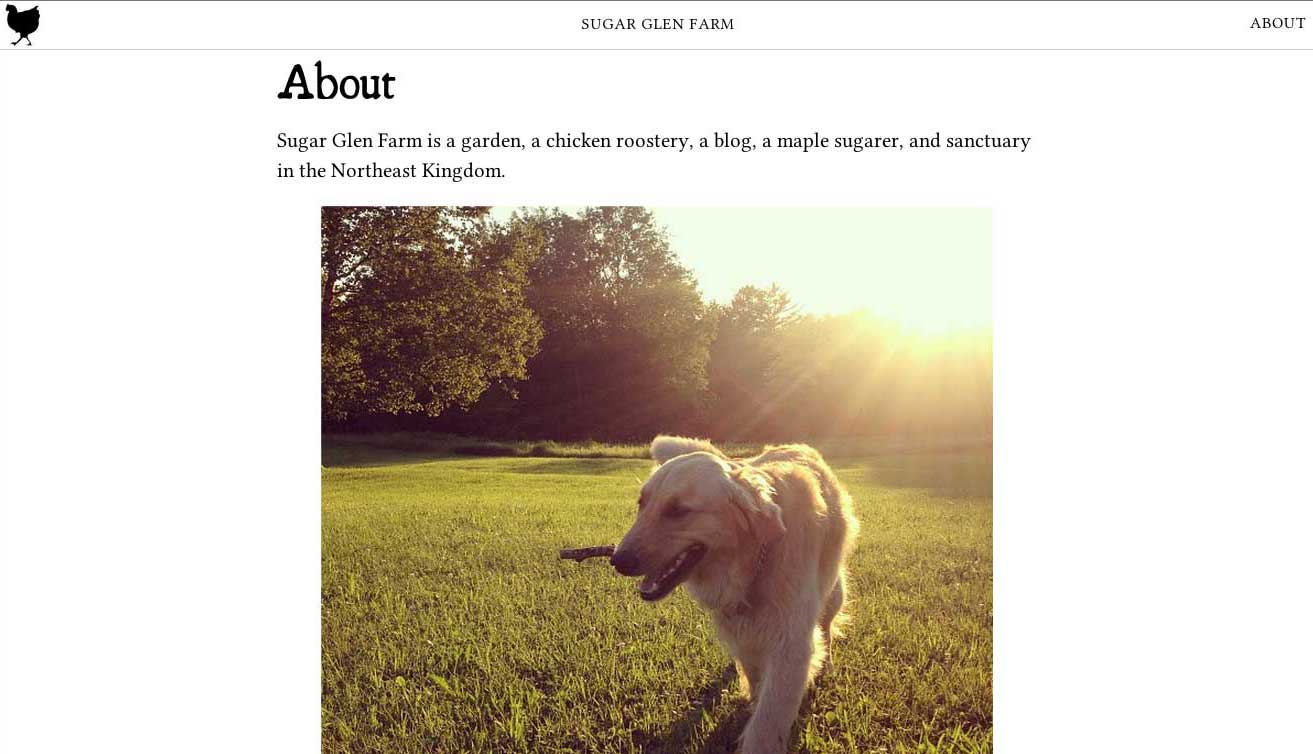 SUGAR GLEN FARM
ABOUT
About
Sugar Glen Farm is a garden, a chicken roostery, a blog, a maple sugarer, and sanctuary
in the Northeast Kingdom.